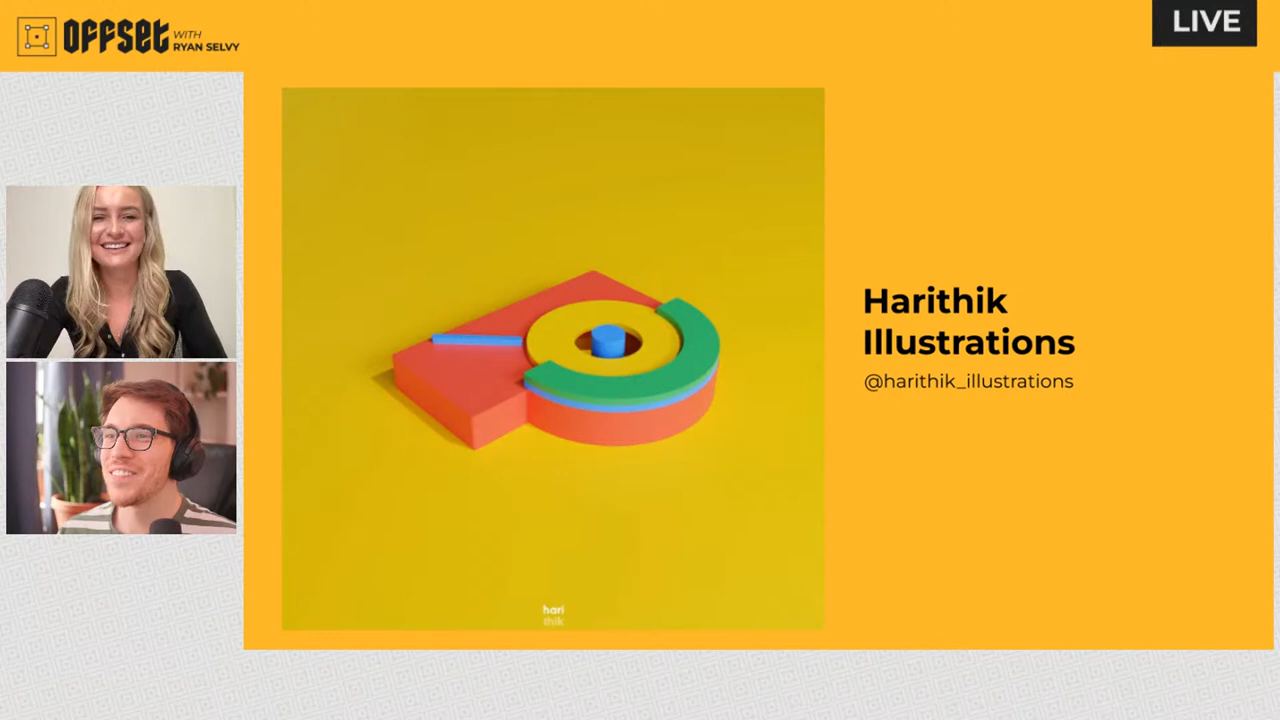 OFFSET
WITH
RYAN SELVY
LIVE
Harithik
Illustrations
@harithik_illustrations
hari
thik